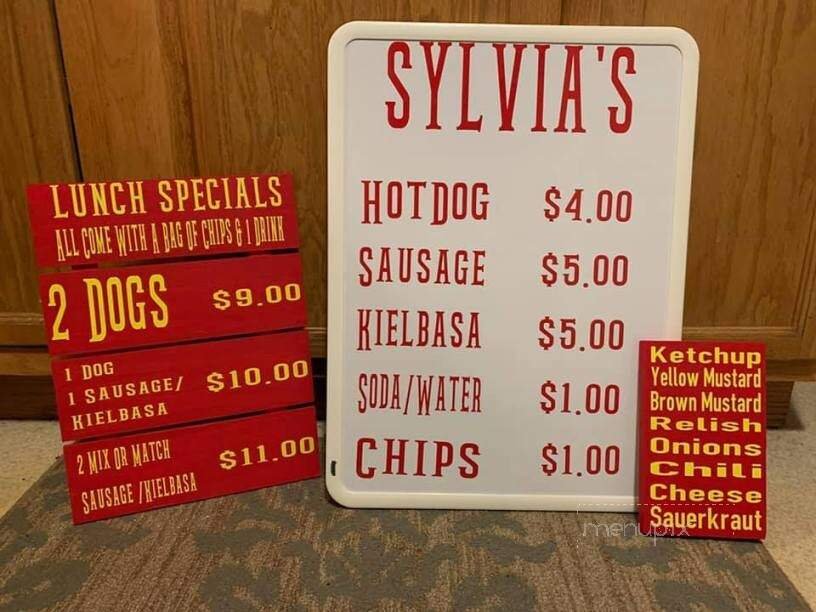 LUNCH SPECIALS
ALL COME WITH A BAG OF CHIPS & 1 DRINK
2 DOGS $9.00
1 DOG
1 SAUSAGE/ $10.00
KIELBASA
2 MIX OR MATCH $11.00
SAUSAGE /KIELBASA
SYLVIA'S
HOT DOG $4.00
SAUSAGE $5.00
KIELBASA $5.00
SODA/WATER $1.00
CHIPS $1.00
Ketchup
Yellow Mustard
Brown Mustard
Relish
Onions
Chili
Cheese
Sauerkraut
menupix